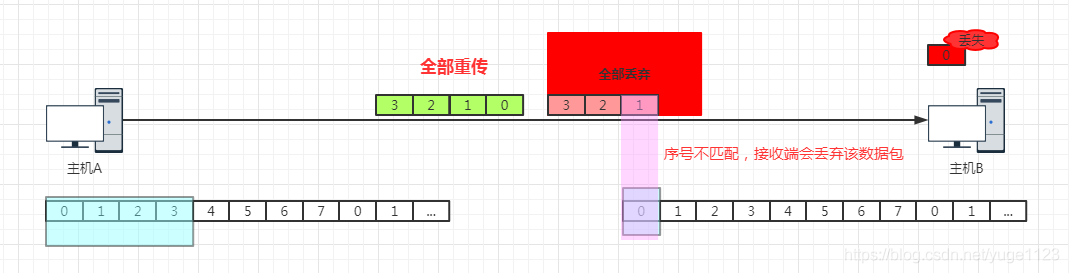 丢失
0
全部重传
全部丢弃
3 2 1 0
3 2 1
序号不匹配，接收端会丢弃该数据包
主机A
主机B
0 1 2 3 4 5 6 7 0 1 ...
0 1 2 3 4 5 6 7 0 1 ...
https://blog.csdn.net/yuge1123